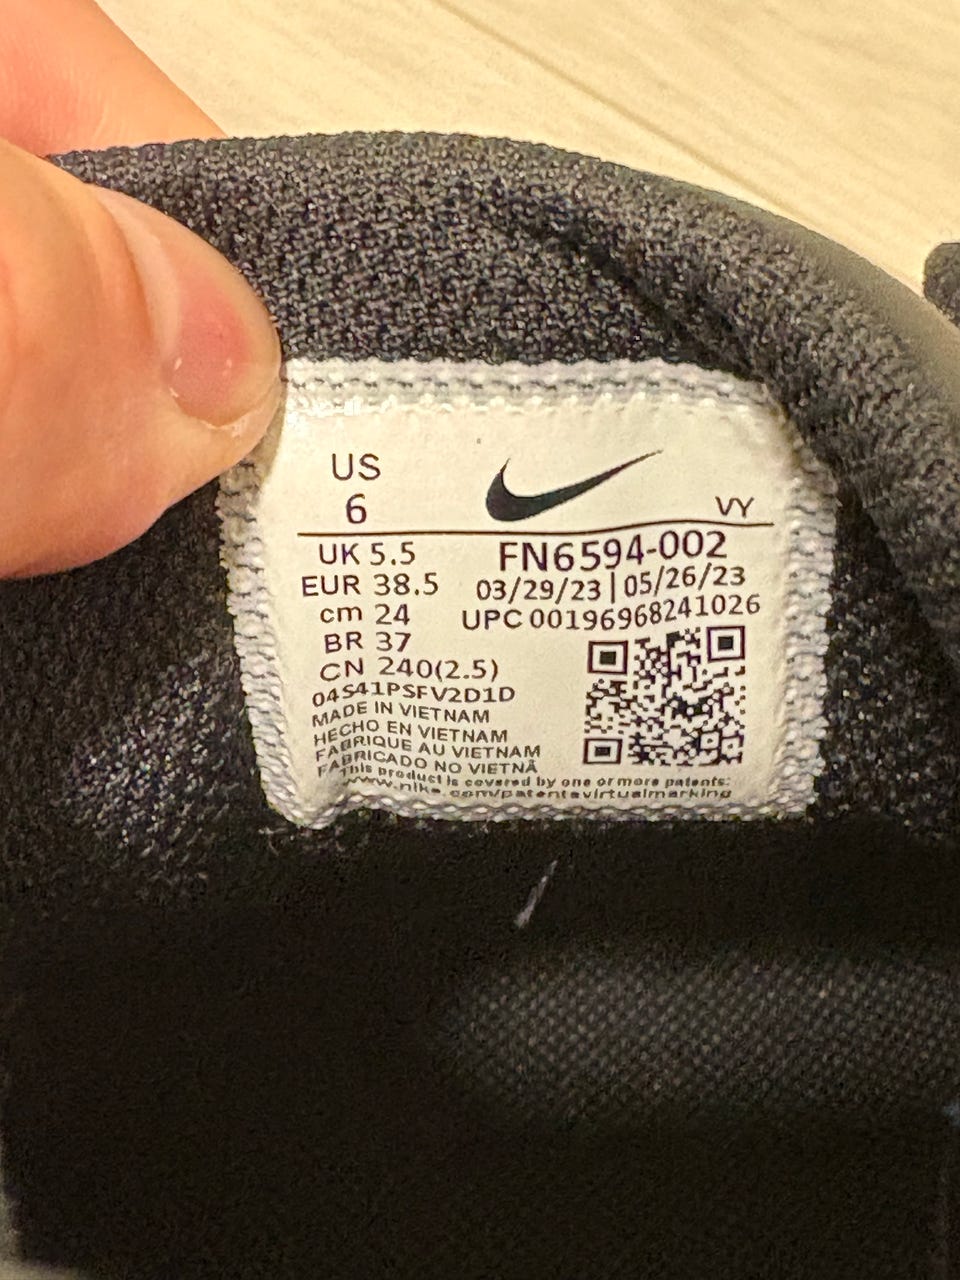 US
6
VY
UK 5.5
EUR 38.5
cm 24
BR 37
CN 240(2.5)
FN6594-002
03/29/23 | 05/26/23
UPC 00196968241026
04S41PSFV2D1D
MADE IN VIETNAM
HECHO EN VIETNAM
FABRIQUE AU VIETNAM
FABRICADO NO VIETNÃ
This product is covered by one or more patents:
www.nike.com/patentsvirtualmarking